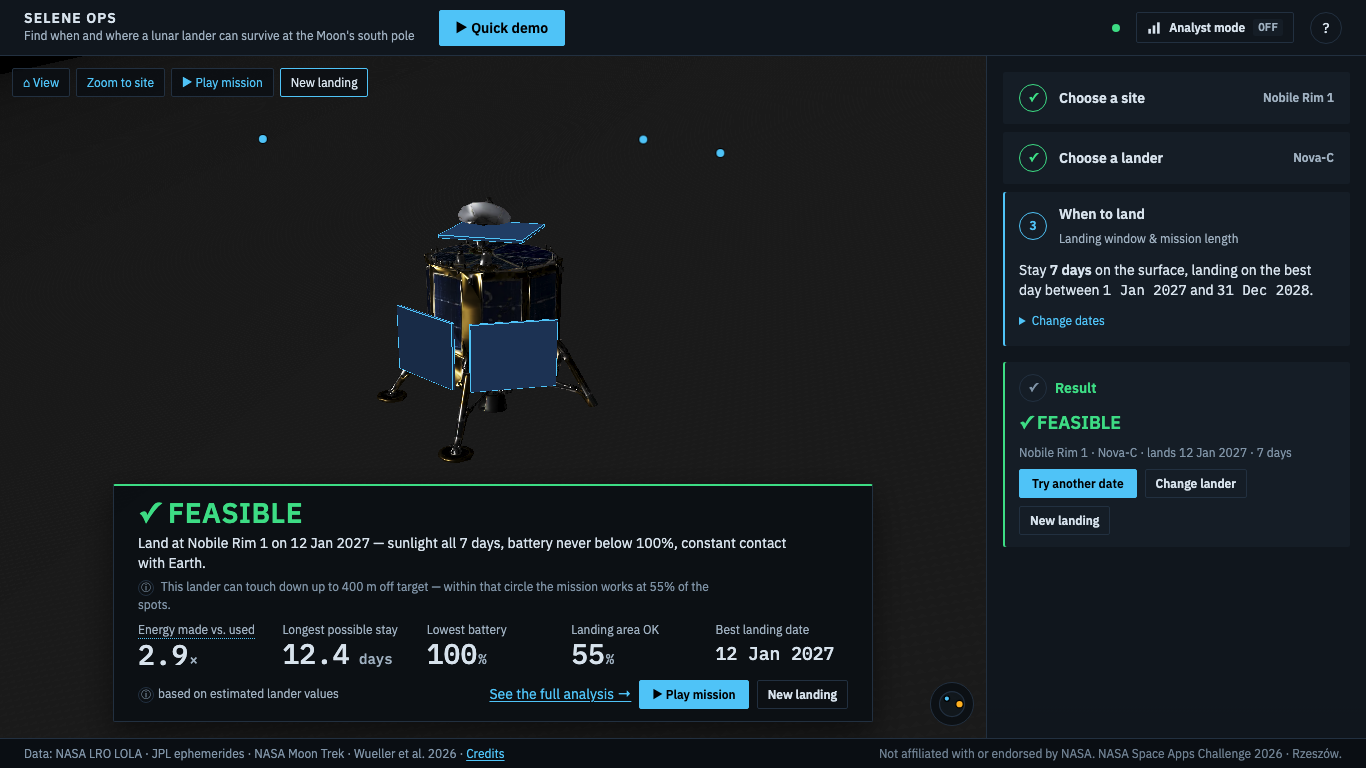 SELENE OPS
Find when and where a lunar lander can survive at the Moon's south pole
▶ Quick demo
Analyst mode OFF
?
⌂ View
Zoom to site
▶ Play mission
New landing
✓ Choose a site Nobile Rim 1
✓ Choose a lander Nova-C
3 When to land
Landing window & mission length
Stay 7 days on the surface, landing on the best
day between 1 Jan 2027 and 31 Dec 2028.
▶ Change dates
✓ Result
✓ FEASIBLE
Nobile Rim 1 · Nova-C · lands 12 Jan 2027 · 7 days
Try another date
Change lander
New landing
✓ FEASIBLE
Land at Nobile Rim 1 on 12 Jan 2027 — sunlight all 7 days, battery never below 100%, constant contact
with Earth.
ⓘ This lander can touch down up to 400 m off target — within that circle the mission works at 55% of the
spots.
Energy made vs. used
2.9×
Longest possible stay
12.4 days
Lowest battery
100%
Landing area OK
55%
Best landing date
12 Jan 2027
ⓘ based on estimated lander values
See the full analysis →
▶ Play mission
New landing
Data: NASA LRO LOLA · JPL ephemerides · NASA Moon Trek · Wueller et al. 2026 · Credits
Not affiliated with or endorsed by NASA. NASA Space Apps Challenge 2026 · Rzeszów.